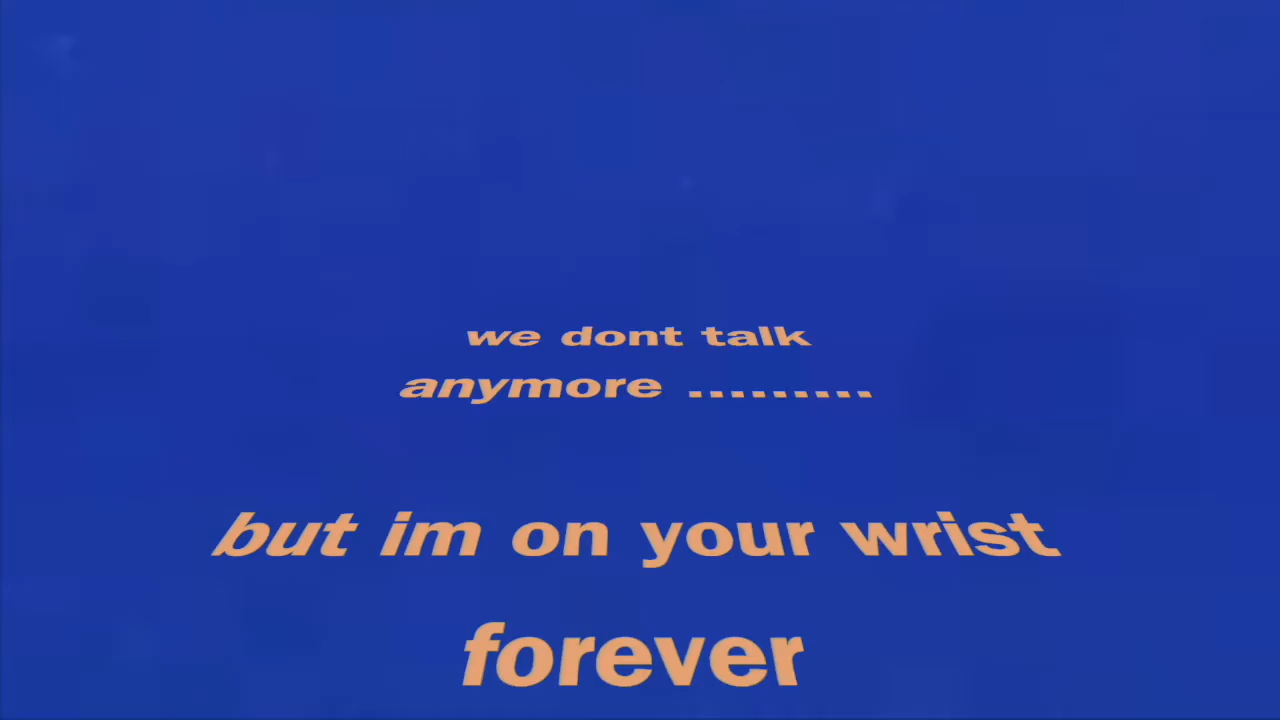 we dont talk
anymore .........
but im on your wrist
forever